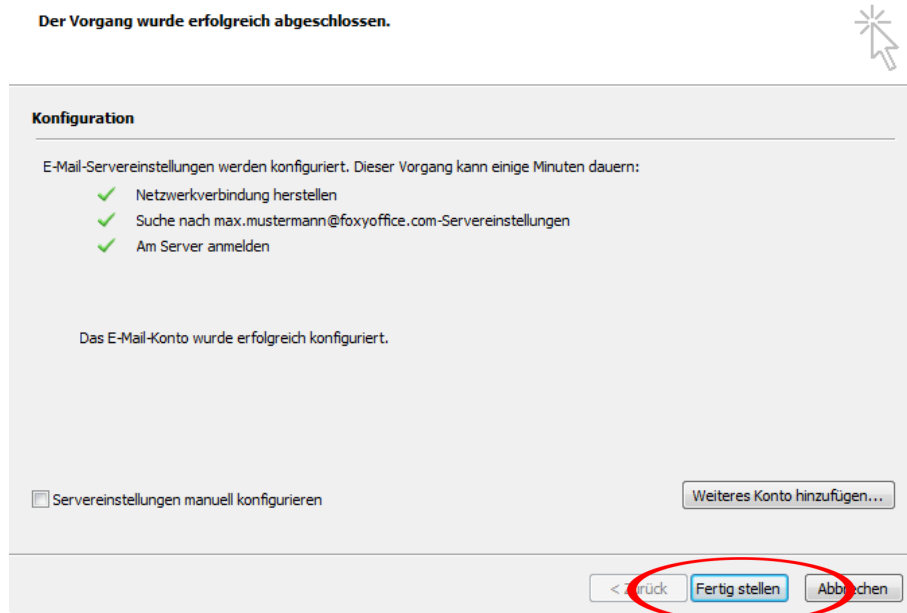 Der Vorgang wurde erfolgreich abgeschlossen.
Konfiguration
E-Mail-Servereinstellungen werden konfiguriert. Dieser Vorgang kann einige Minuten dauern:
Netzwerkverbindung herstellen
Suche nach max.mustermann@foxyoffice.com-Servereinstellungen
Am Server anmelden
Das E-Mail-Konto wurde erfolgreich konfiguriert.
Servereinstellungen manuell konfigurieren
Weiteres Konto hinzufügen...
< Zurück Fertig stellen Abbrechen